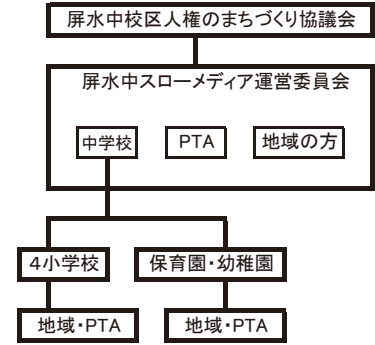 屏水中校区人権のまちづくり協議会
屏水中スローメディア運営委員会
中学校 PTA 地域の方
4小学校 保育園・幼稚園
地域・PTA 地域・PTA